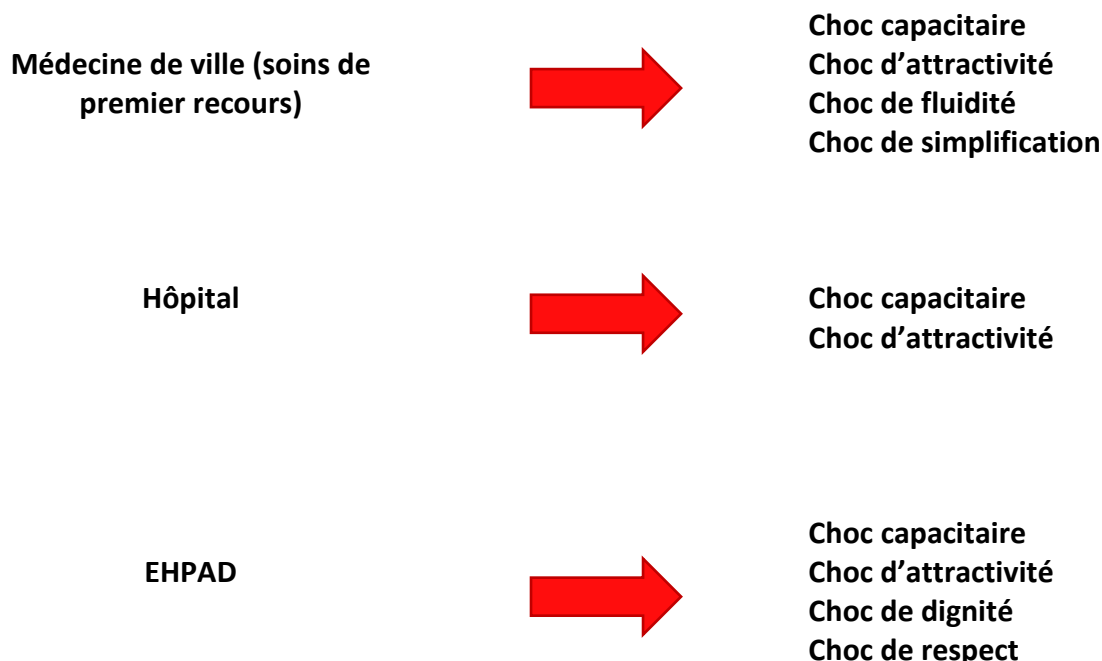 Médecine de ville (soins de
premier recours)
Choc capacitaire
Choc d’attractivité
Choc de fluidité
Choc de simplification
Hôpital
Choc capacitaire
Choc d’attractivité
EHPAD
Choc capacitaire
Choc d’attractivité
Choc de dignité
Choc de respect